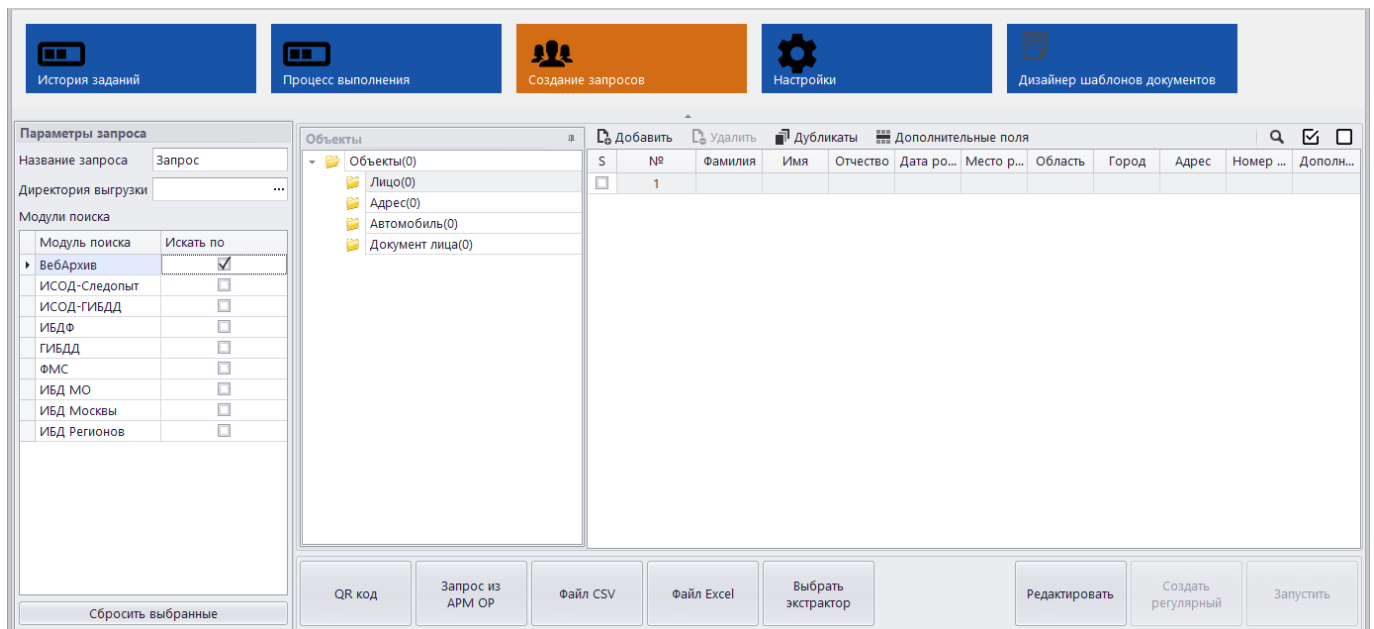 История заданий
Процесс выполнения
Создание запросов
Настройки
Дизайнер шаблонов документов
Параметры запроса
Название запроса Запрос
Директория выгрузки ...
Модули поиска
Модуль поиска Искать по
ВебАрхив
ИСОД-Следопыт
ИСОД-ГИБДД
ИБДФ
ГИБДД
ФМС
ИБД МО
ИБД Москвы
ИБД Регионов
Сбросить выбранные
Объекты
Объекты(0)
Лицо(0)
Адрес(0)
Автомобиль(0)
Документ лица(0)
Добавить Удалить Дубликаты Дополнительные поля
S № Фамилия Имя Отчество Дата ро... Место р... Область Город Адрес Номер ... Дополн...
1
QR код
Запрос из
АРМ ОР
Файл CSV
Файл Excel
Выбрать
экстрактор
Редактировать
Создать
регулярный
Запустить